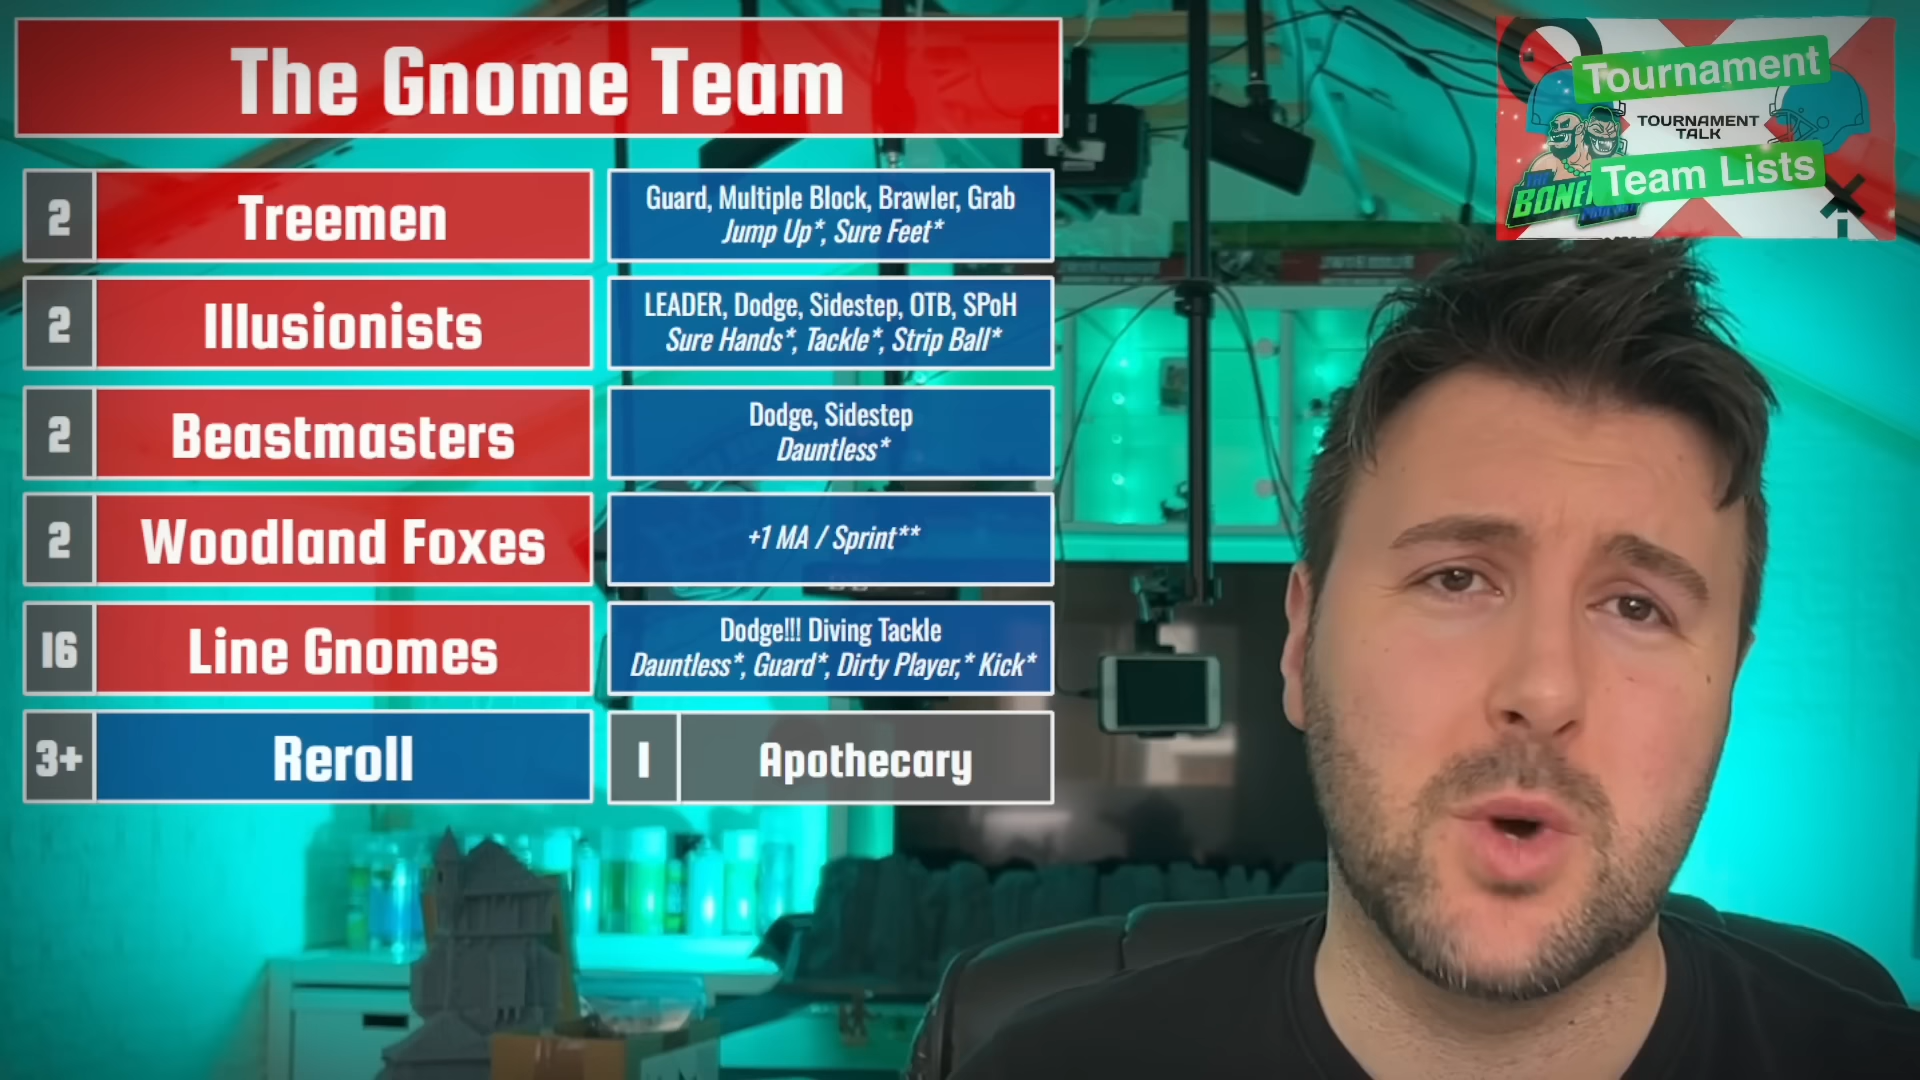 The Gnome Team
2
Treemen
Guard, Multiple Block, Brawler, Grab
Jump Up*, Sure Feet*
2
Illusionists
LEADER, Dodge, Sidestep, OTB, SPoH
Sure Hands*, Tackle*, Strip Ball*
2
Beastmasters
Dodge, Sidestep
Dauntless*
2
Woodland Foxes
+1 MA / Sprint**
16
Line Gnomes
Dodge!!! Diving Tackle
Dauntless*, Guard*, Dirty Player,* Kick*
3+
Reroll
1
Apothecary
Tournament
TOURNAMENT
TALK
Team Lists